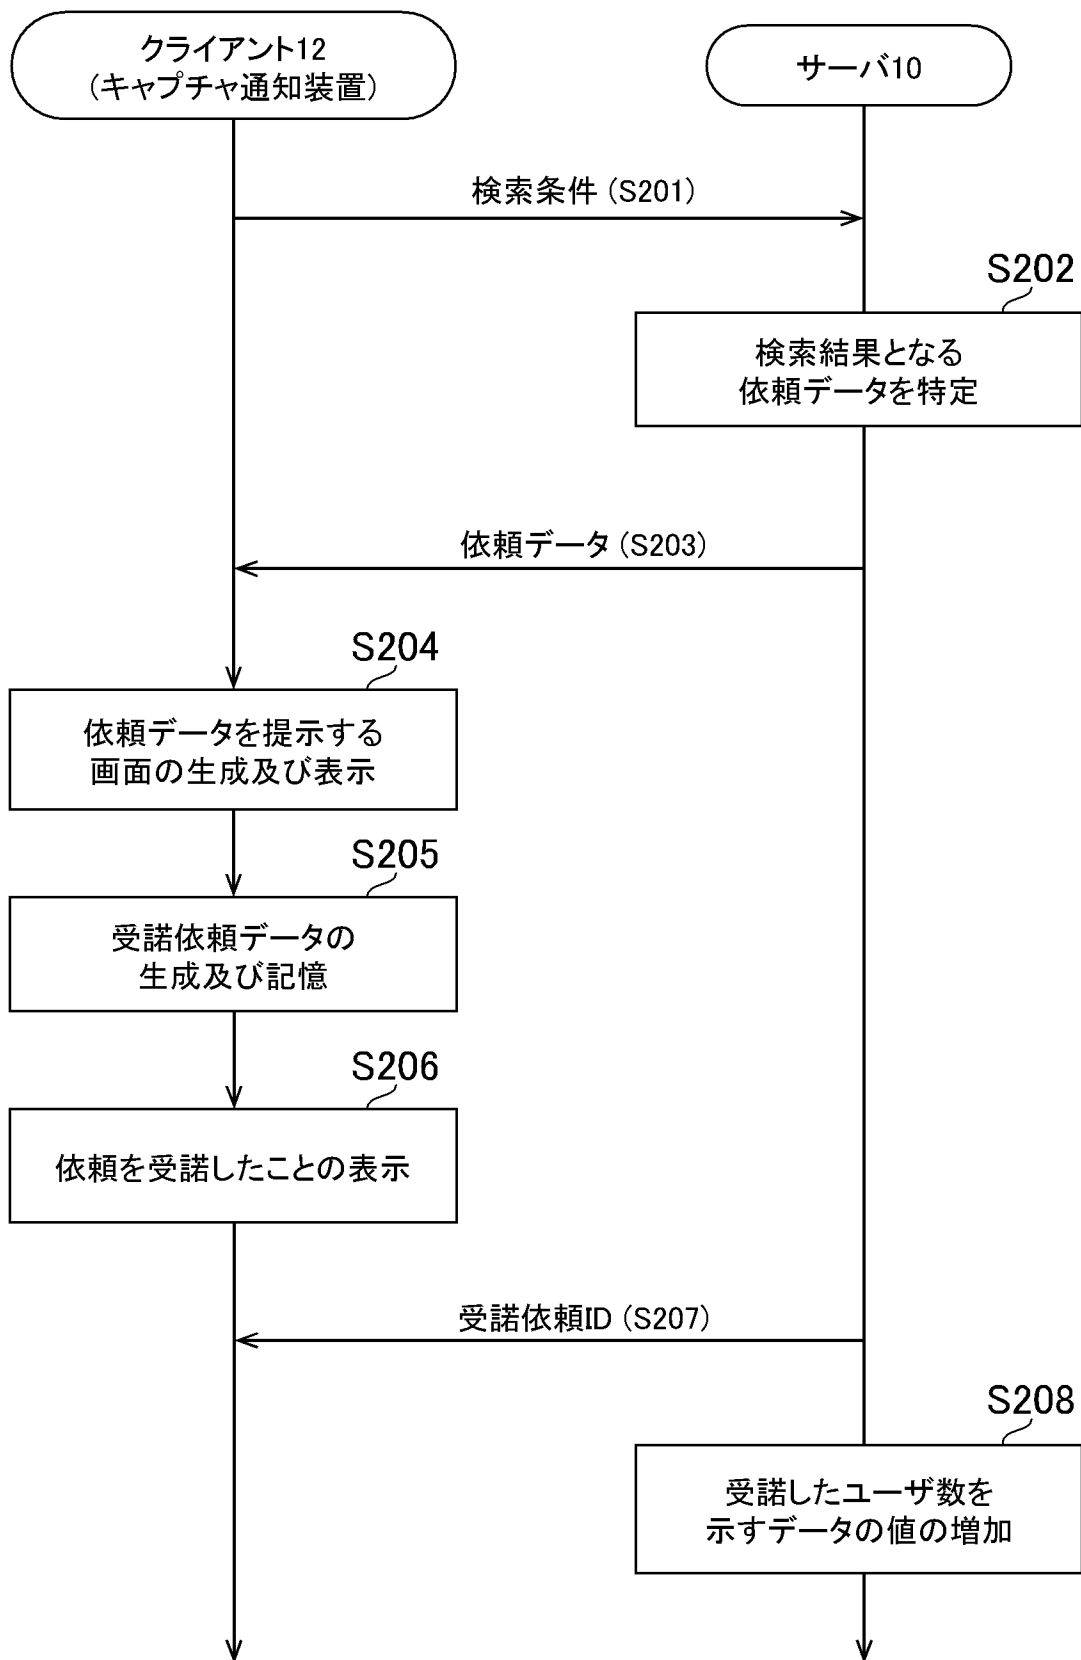 クライアント12
(キャプチャ通知装置)
サーバ10
検索条件 (S201)
S202
検索結果となる
依頼データを特定
依頼データ (S203)
S204
依頼データを提示する
画面の生成及び表示
S205
受諾依頼データの
生成及び記憶
S206
依頼を受諾したことの表示
受諾依頼ID (S207)
S208
受諾したユーザ数を
示すデータの値の増加